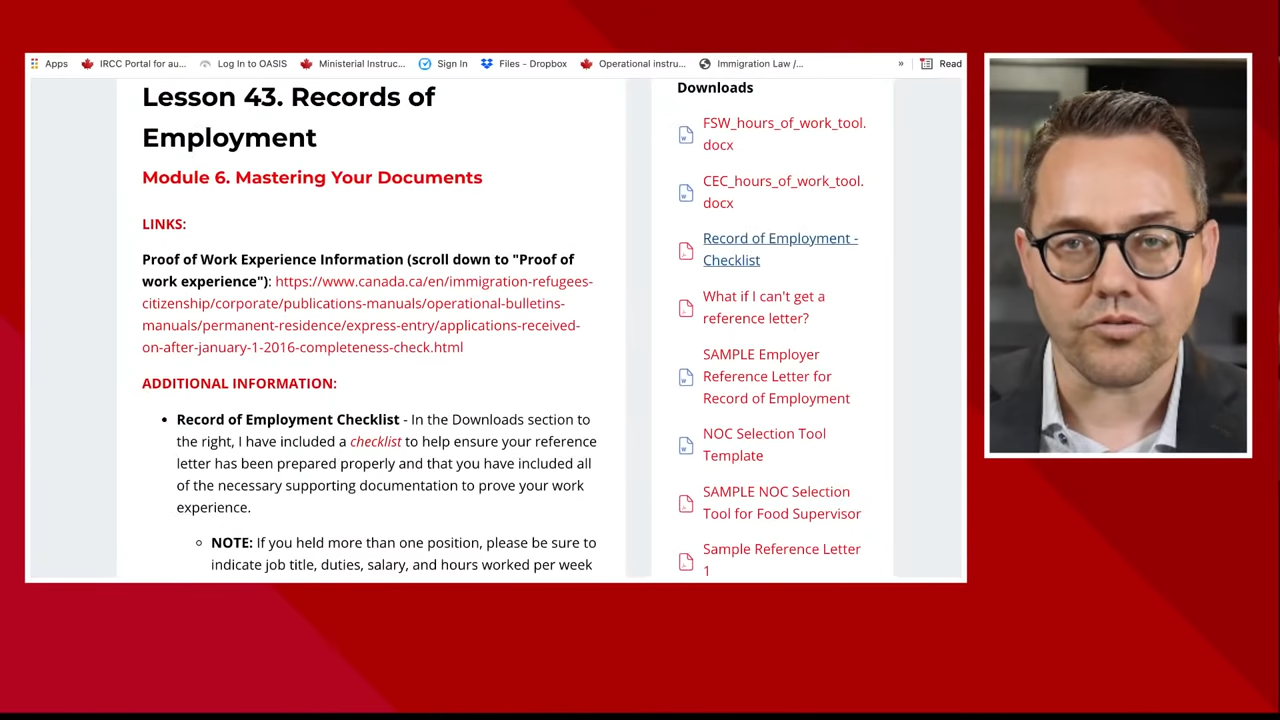 Apps
IRCC Portal for au...
Log In to OASIS
Ministerial Instruc...
Sign In
Files - Dropbox
Operational instru...
Immigration Law /...
»
Read
Lesson 43. Records of
Employment
Module 6. Mastering Your Documents
LINKS:
Proof of Work Experience Information (scroll down to "Proof of
work experience"): https://www.canada.ca/en/immigration-refugees-
citizenship/corporate/publications-manuals/operational-bulletins-
manuals/permanent-residence/express-entry/applications-received-
on-after-january-1-2016-completeness-check.html
ADDITIONAL INFORMATION:
• Record of Employment Checklist - In the Downloads section to
the right, I have included a checklist to help ensure your reference
letter has been prepared properly and that you have included all
of the necessary supporting documentation to prove your work
experience.
NOTE: If you held more than one position, please be sure to
indicate job title, duties, salary, and hours worked per week
Downloads
FSW_hours_of_work_tool.
docx
CEC_hours_of_work_tool.
docx
Record of Employment -
Checklist
What if I can't get a
reference letter?
SAMPLE Employer
Reference Letter for
Record of Employment
NOC Selection Tool
Template
SAMPLE NOC Selection
Tool for Food Supervisor
Sample Reference Letter
1